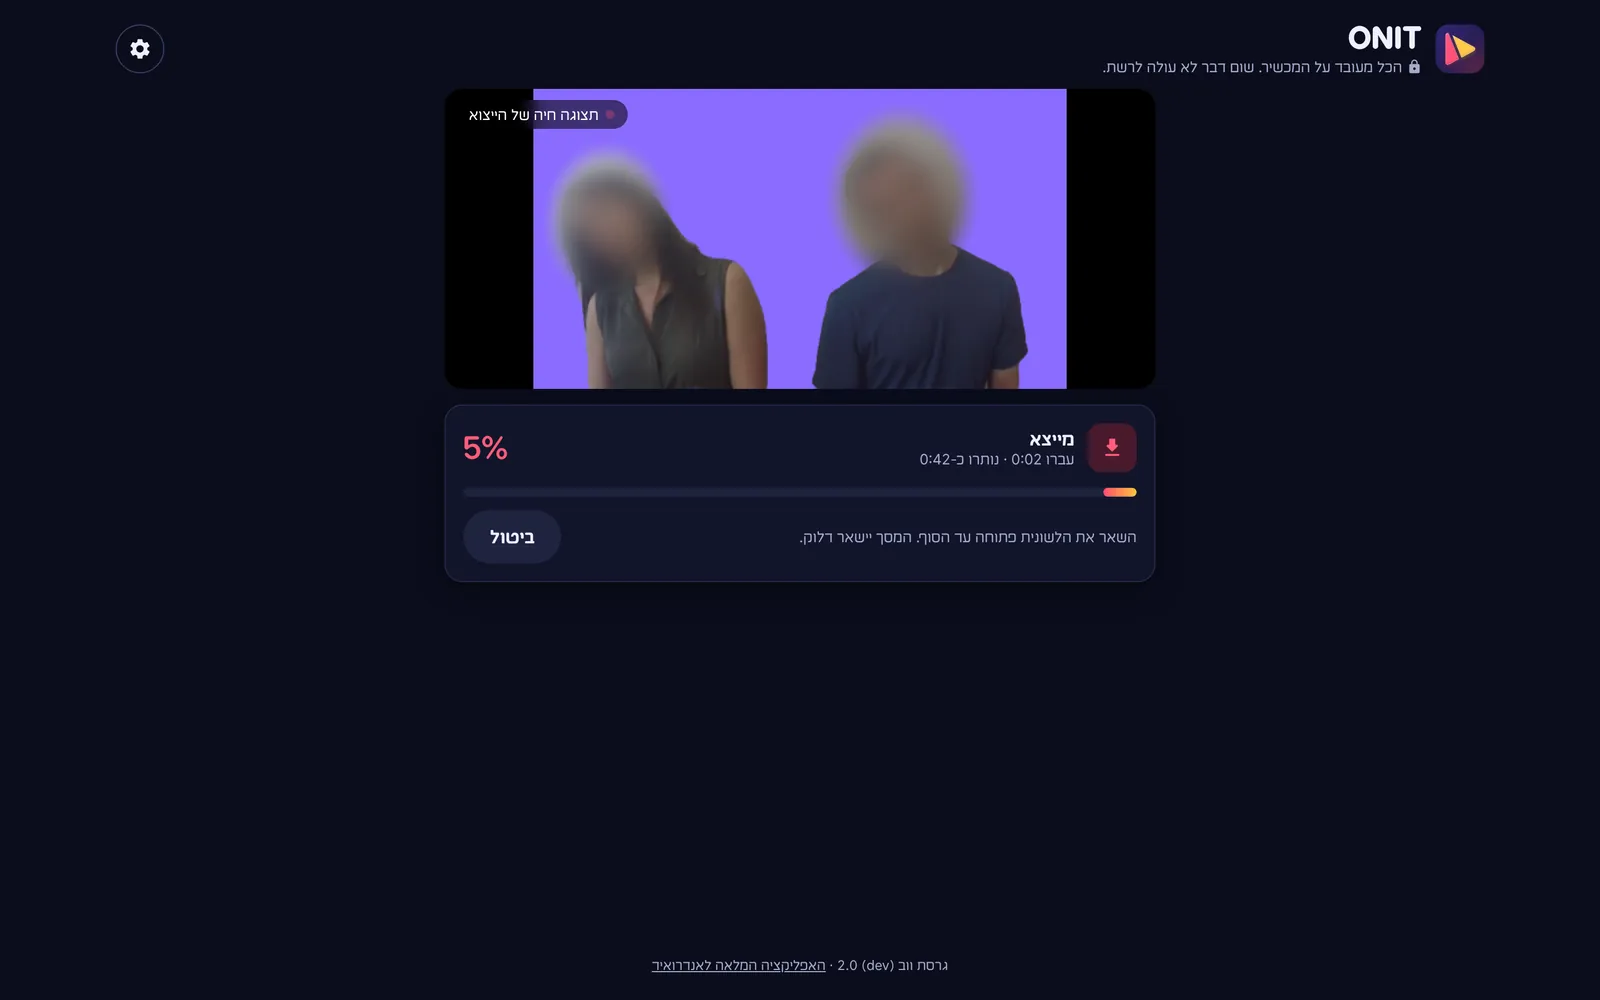 ONIT
הכל מעובד על המכשיר. שום דבר לא עולה לרשת.
תצוגה חיה של הייצוא
מייצא
עברו 0:02 · נותרו כ-0:42
5%
השאר את הלשונית פתוחה עד הסוף. המסך יישאר דלוק.
ביטול
גרסת ווב 2.0 (dev) · האפליקציה המלאה לאנדרואיד